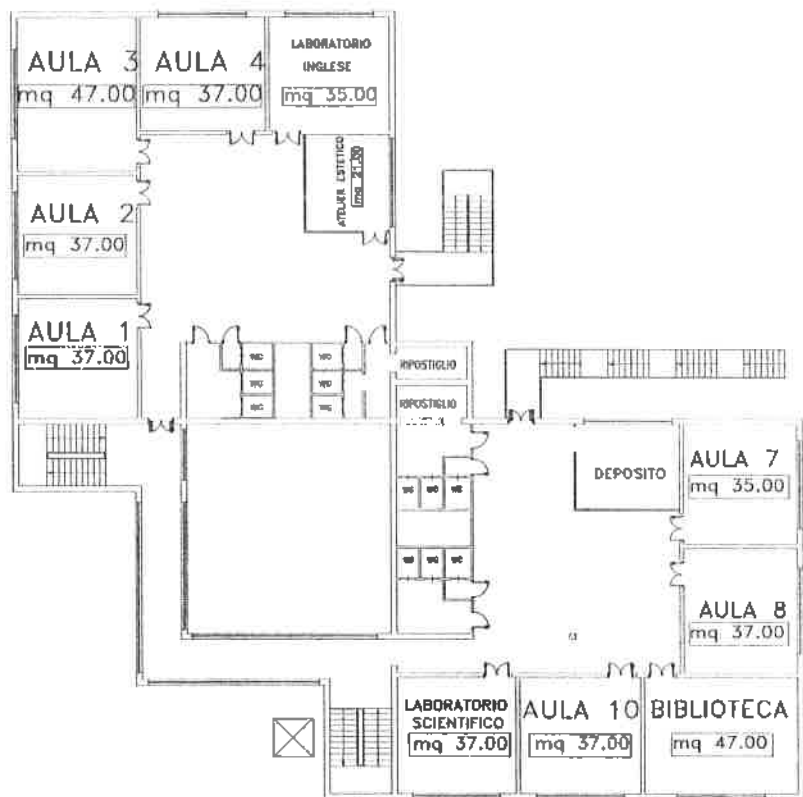 AULA 3
mq 47.00
AULA 4
mq 37.00
LABORATORIO
INGLESE
mq 35.00
ATELIER ESTETICO
mq 21.00
AULA 2
mq 37.00
AULA 1
mq 37.00
WC
WC
WC
WC
WC
WC
RIPOSTIGLIO
RIPOSTIGLIO
DEPOSITO
AULA 7
mq 35.00
WC
WC
WC
WC
WC
WC
AULA 8
mq 37.00
LABORATORIO
SCIENTIFICO
mq 37.00
AULA 10
mq 37.00
BIBLIOTECA
mq 47.00